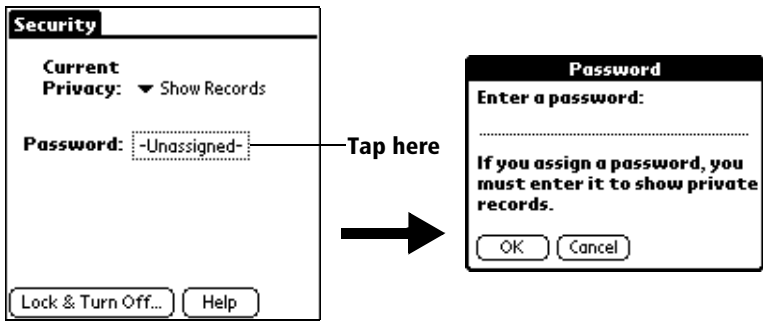 Security
Current
Privacy: Show Records
Password: -Unassigned-
Tap here
Lock & Turn Off...
Help
Password
Enter a password:
If you assign a password, you
must enter it to show private
records.
OK
Cancel